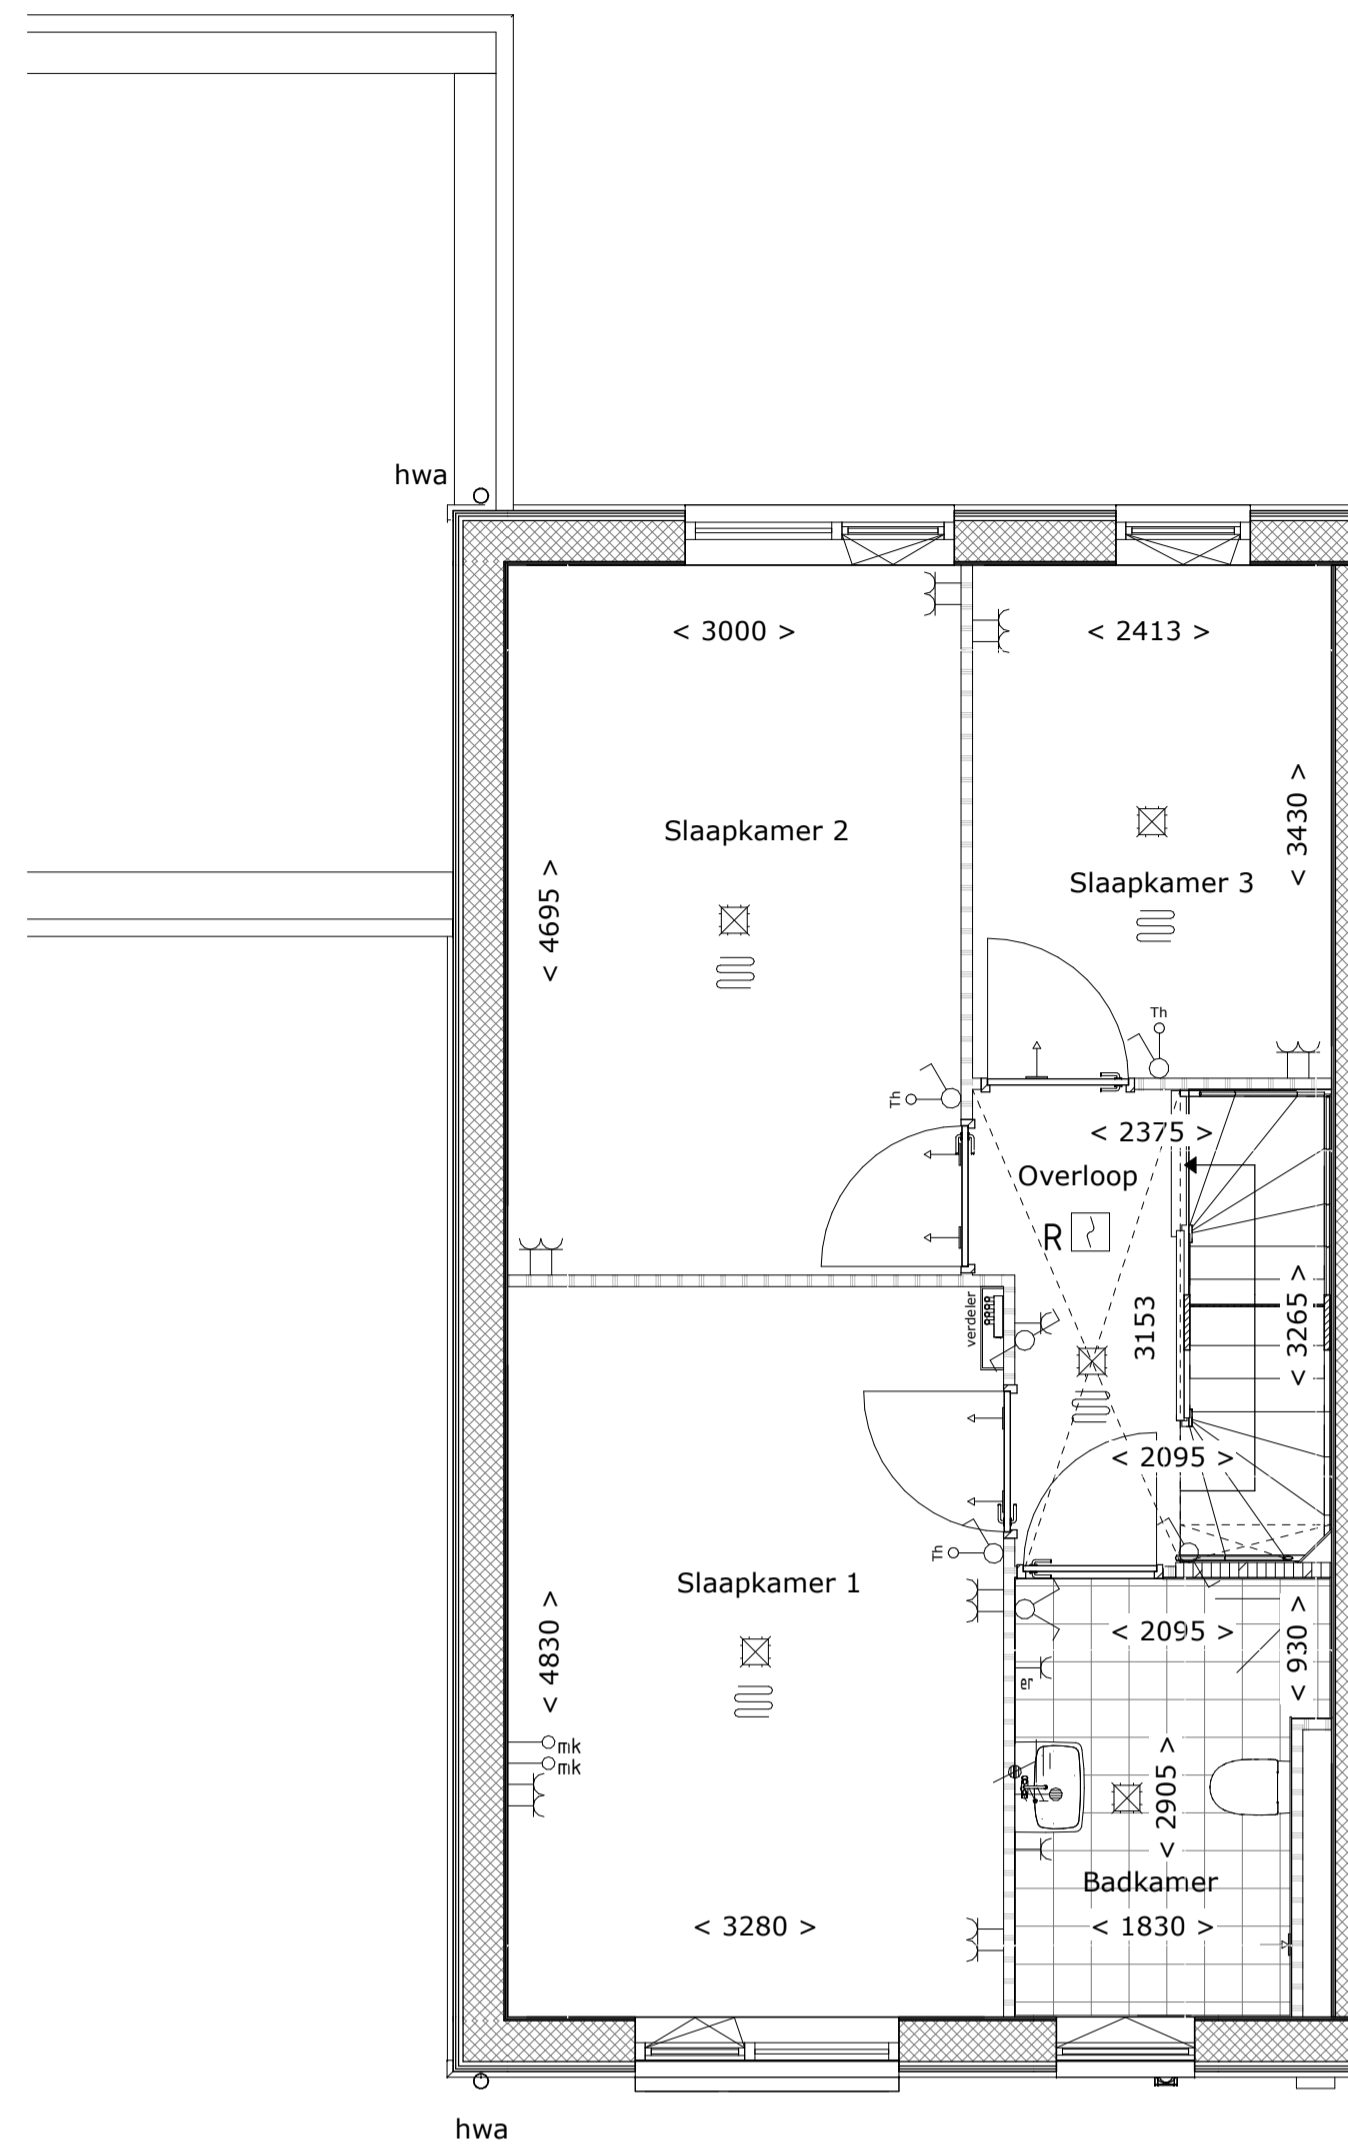 hwa
< 3000 >
< 2413 >
Slaapkamer 2
< 3430 >
Slaapkamer 3
< 4695 >
Th
Th
< 2375 >
Overloop
R
verdeler
3153
< 3265 >
< 2095 >
Th
Slaapkamer 1
< 4830 >
< 2095 >
< 930 >
er
mk
mk
< 2905 >
Badkamer
< 3280 >
< 1830 >
hwa